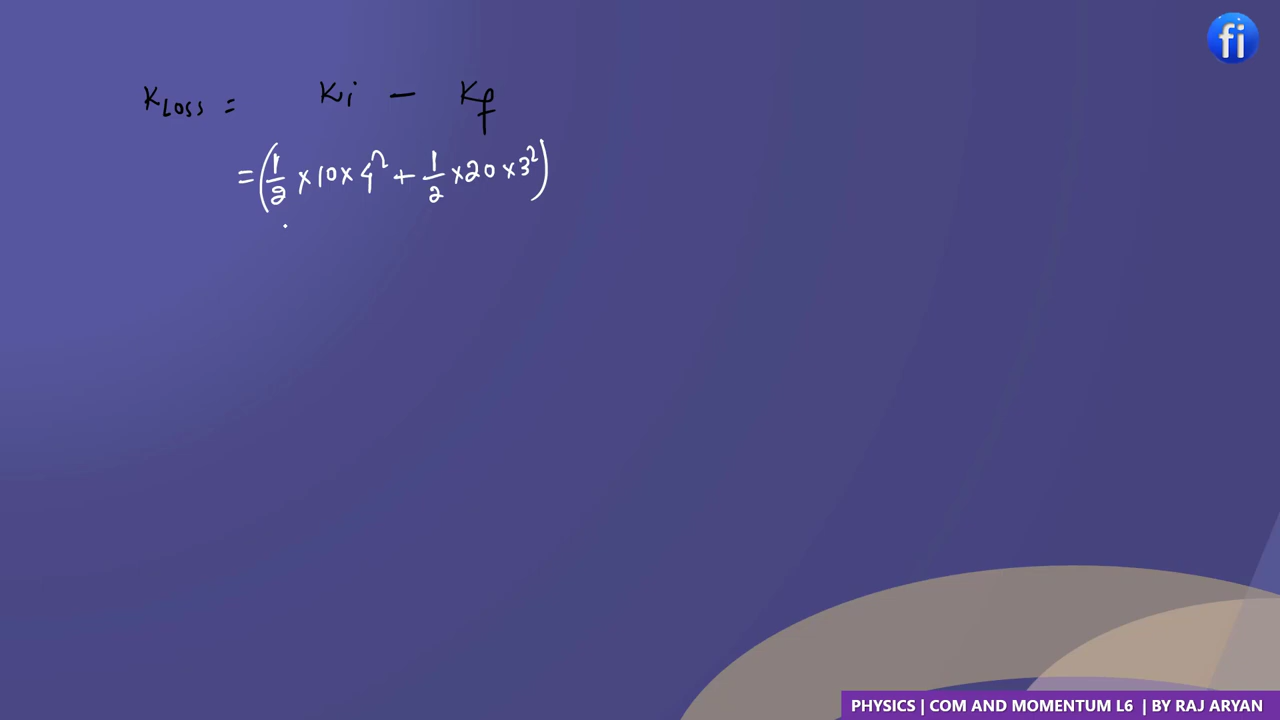 fi
K_Loss = K_i − K_f
= (1/2 × 10 × 4² + 1/2 × 20 × 3²)
PHYSICS | COM AND MOMENTUM L6 | BY RAJ ARYAN